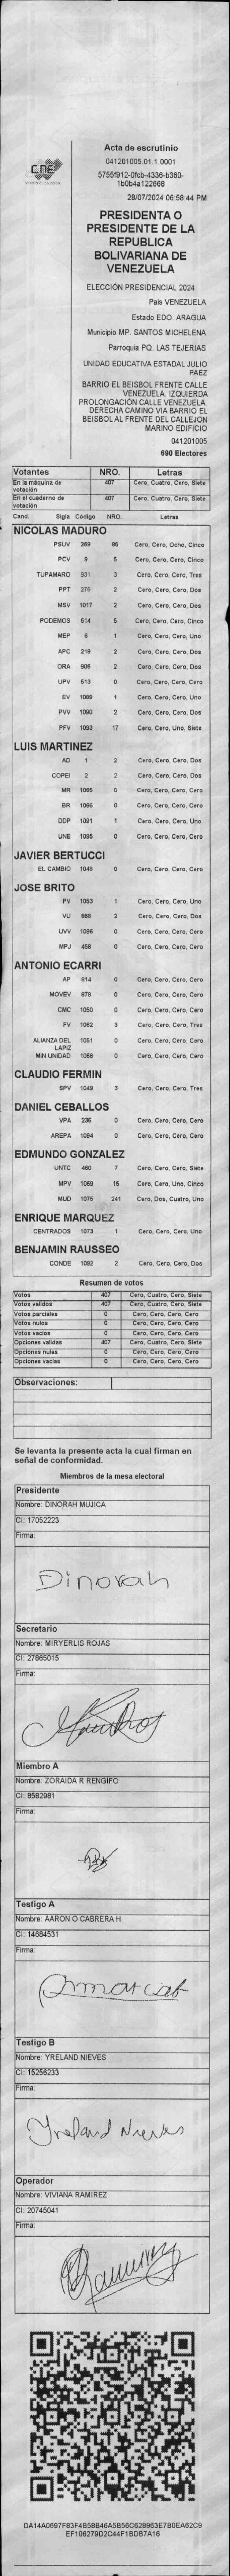 CNE
Acta de escrutinio
041201005.01.1.0001
5755f912-0fcb-4336-b360-
1b0b4a122668
28/07/2024 06:58:44 PM
PRESIDENTA O
PRESIDENTE DE LA
REPUBLICA
BOLIVARIANA DE
VENEZUELA
ELECCIÓN PRESIDENCIAL 2024
Pais VENEZUELA
Estado EDO. ARAGUA
Municipio MP. SANTOS MICHELENA
Parroquia PQ. LAS TEJERIAS
UNIDAD EDUCATIVA ESTADAL JULIO
PAEZ
BARRIO EL BEISBOL FRENTE CALLE
VENEZUELA. IZQUIERDA
PROLONGACIÓN CALLE VENEZUELA.
DERECHA CAMINO VIA BARRIO EL
BEISBOL AL FRENTE DEL CALLEJON
MARINO EDIFICIO
041201005
690 Electores
Votantes NRO. Letras
En la máquina de votación 407 Cero, Cuatro, Cero, Siete
En el cuaderno de votación 407 Cero, Cuatro, Cero, Siete
Cand. Sigla Código NRO. Letras
NICOLAS MADURO
PSUV 269 85 Cero, Cero, Ocho, Cinco
PCV 9 5 Cero, Cero, Cero, Cinco
TUPAMARO 931 3 Cero, Cero, Cero, Tres
PPT 276 2 Cero, Cero, Cero, Dos
MSV 1017 2 Cero, Cero, Cero, Dos
PODEMOS 514 5 Cero, Cero, Cero, Cinco
MEP 6 1 Cero, Cero, Cero, Uno
APC 219 2 Cero, Cero, Cero, Dos
ORA 906 2 Cero, Cero, Cero, Dos
UPV 513 0 Cero, Cero, Cero, Cero
EV 1089 1 Cero, Cero, Cero, Uno
PVV 1090 2 Cero, Cero, Cero, Dos
PFV 1093 17 Cero, Cero, Uno, Siete
LUIS MARTINEZ
AD 1 2 Cero, Cero, Cero, Dos
COPEI 2 2 Cero, Cero, Cero, Dos
MR 1065 0 Cero, Cero, Cero, Cero
BR 1066 0 Cero, Cero, Cero, Cero
DDP 1091 1 Cero, Cero, Cero, Uno
UNE 1095 0 Cero, Cero, Cero, Cero
JAVIER BERTUCCI
EL CAMBIO 1048 0 Cero, Cero, Cero, Cero
JOSE BRITO
PV 1053 1 Cero, Cero, Cero, Uno
VU 868 2 Cero, Cero, Cero, Dos
UVV 1096 0 Cero, Cero, Cero, Cero
MPJ 458 0 Cero, Cero, Cero, Cero
ANTONIO ECARRI
AP 814 0 Cero, Cero, Cero, Cero
MOVEV 878 0 Cero, Cero, Cero, Cero
CMC 1050 0 Cero, Cero, Cero, Cero
FV 1062 3 Cero, Cero, Cero, Tres
ALIANZA DEL LAPIZ 1051 0 Cero, Cero, Cero, Cero
MIN UNIDAD 1068 0 Cero, Cero, Cero, Cero
CLAUDIO FERMIN
SPV 1049 3 Cero, Cero, Cero, Tres
DANIEL CEBALLOS
VPA 236 0 Cero, Cero, Cero, Cero
AREPA 1094 0 Cero, Cero, Cero, Cero
EDMUNDO GONZALEZ
UNTC 460 7 Cero, Cero, Cero, Siete
MPV 1069 15 Cero, Cero, Uno, Cinco
MUD 1075 241 Cero, Dos, Cuatro, Uno
ENRIQUE MARQUEZ
CENTRADOS 1073 1 Cero, Cero, Cero, Uno
BENJAMIN RAUSSEO
CONDE 1092 2 Cero, Cero, Cero, Dos
Resumen de votos
Votos 407 Cero, Cuatro, Cero, Siete
Votos validos 407 Cero, Cuatro, Cero, Siete
Votos parciales 0 Cero, Cero, Cero, Cero
Votos nulos 0 Cero, Cero, Cero, Cero
Votos vacios 0 Cero, Cero, Cero, Cero
Opciones validas 407 Cero, Cuatro, Cero, Siete
Opciones nulas 0 Cero, Cero, Cero, Cero
Opciones vacias 0 Cero, Cero, Cero, Cero
Observaciones:
Se levanta la presente acta la cual firman en
señal de conformidad.
Miembros de la mesa electoral
Presidente
Nombre: DINORAH MUJICA
CI: 17052223
Firma:
Dinorah
Secretario
Nombre: MIRYERLIS ROJAS
CI: 27865015
Firma:
Miembro A
Nombre: ZORAIDA R RENGIFO
CI: 8582981
Firma:
Testigo A
Nombre: AARON O CABRERA H
CI: 14684531
Firma:
Testigo B
Nombre: YRELAND NIEVES
CI: 15256233
Firma:
Yreland Nieves
Operador
Nombre: VIVIANA RAMIREZ
CI: 20745041
Firma:
DA14A0697F83F4B58B46A5B56C628963E7B0EA62C9
EF106279D2C44F1BDB7A16